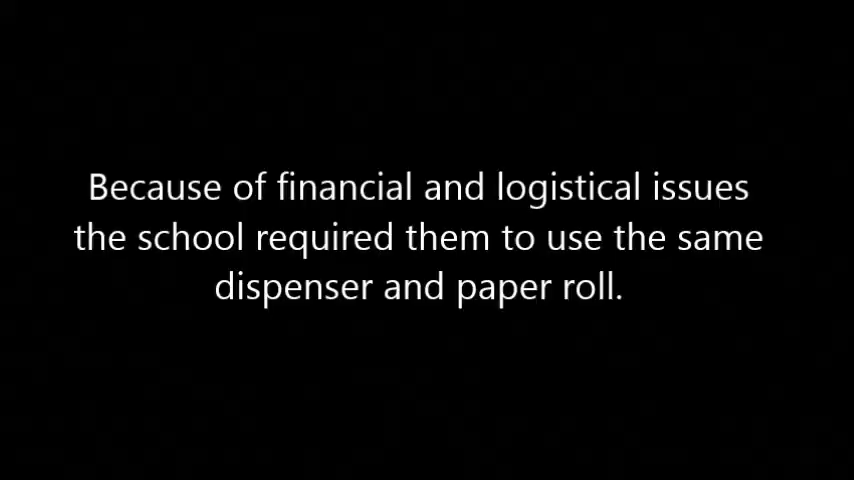 Because of financial and logistical issues
the school required them to use the same
dispenser and paper roll.